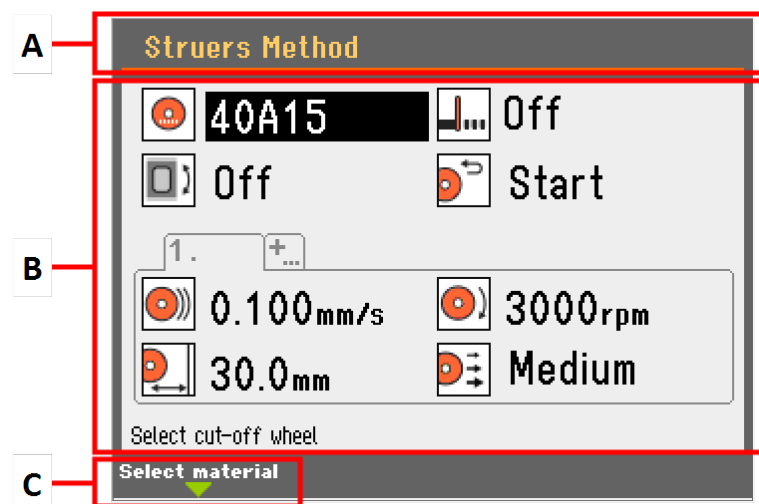 A
Struers Method
40A15
Off
Off
Start
B
1.
+...
0.100mm/s
3000rpm
30.0mm
Medium
Select cut-off wheel
C
Select material